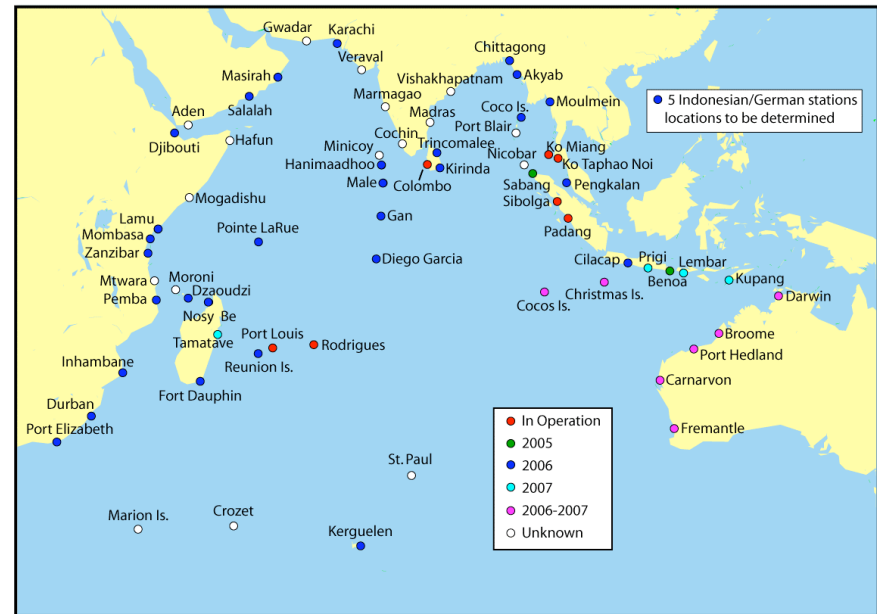 Gwadar
Karachi
Veraval
Chittagong
Masirah
Vishakhapatnam
Akyab
Salalah
Marmagao
Coco Is.
Moulmein
5 Indonesian/German stations
locations to be determined
Aden
Madras
Port Blair
Djibouti
Hafun
Cochin
Trincomalee
Minicoy
Nicobar
Ko Miang
Hanimaadhoo
Kirinda
Ko Taphao Noi
Male
Colombo
Sabang
Pengkalan
Mogadishu
Sibolga
Lamu
Pointe LaRue
Gan
Padang
Mombasa
Zanzibar
Diego Garcia
Cilacap
Prigi
Lembar
Mtwara
Moroni
Benoa
Kupang
Pemba
Dzaoudzi
Cocos Is.
Christmas Is.
Darwin
Nosy Be
Tamatave
Port Louis
Rodrigues
Broome
Reunion Is.
Port Hedland
Inhambane
Carnarvon
Fort Dauphin
Durban
Port Elizabeth
In Operation
Fremantle
2005
St. Paul
2006
2007
Marion Is.
Crozet
2006-2007
Kerguelen
Unknown